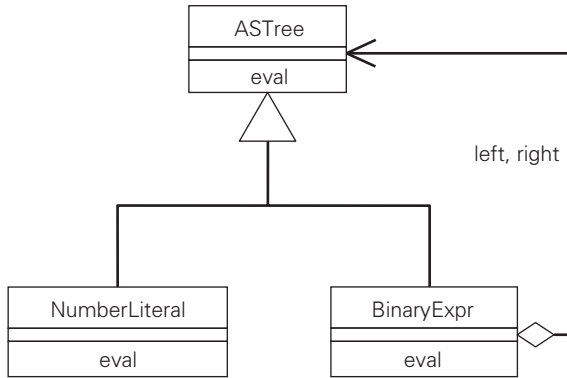 ASTree
eval
left, right
NumberLiteral
BinaryExpr
eval
eval